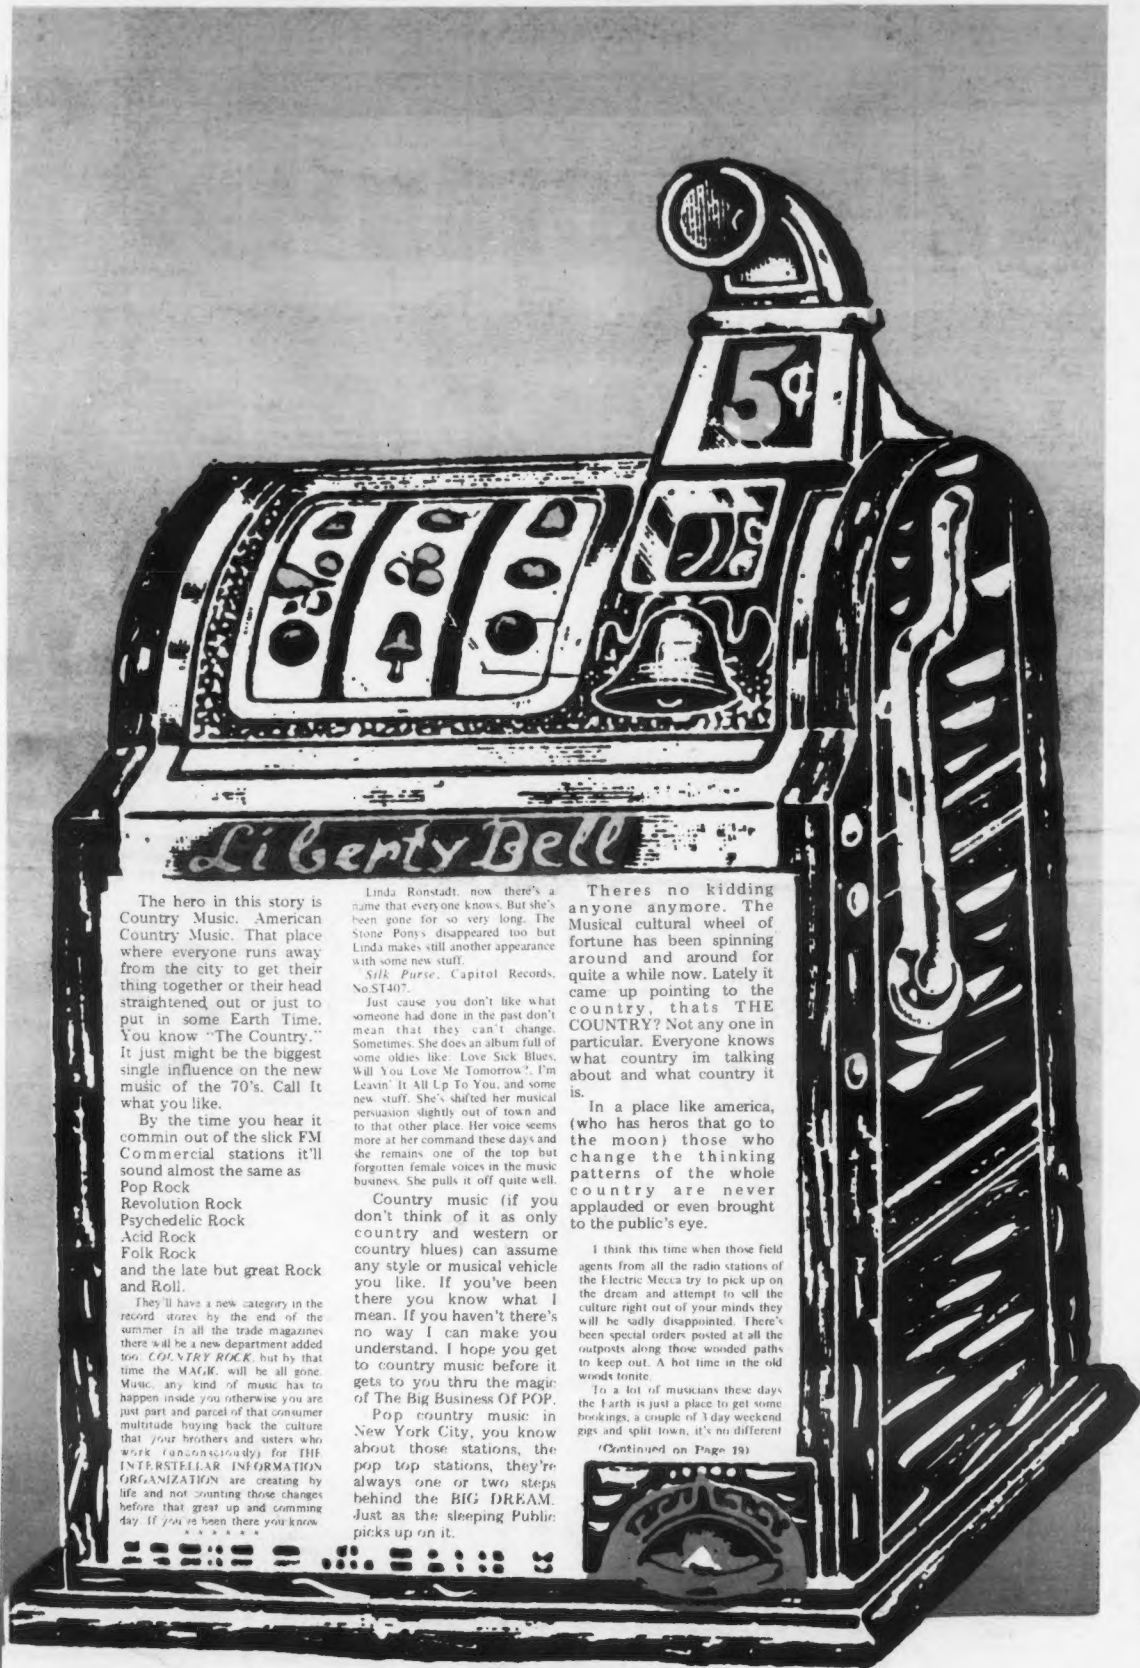 5¢
Liberty Bell
The hero in this story is
Country Music. American
Country Music. That place
where everyone runs away
from the city to get their
thing together or their head
straightened out or just to
put in some Earth Time.
You know "The Country."
It just might be the biggest
single influence on the new
music of the 70's. Call It
what you like.
By the time you hear it
commin out of the slick FM
Commercial stations it'll
sound almost the same as
Pop Rock
Revolution Rock
Psychedelic Rock
Acid Rock
Folk Rock
and the late but great Rock
and Roll.
They'll have a new category in the
record stores by the end of the
summer In all the trade magazines
there will be a new department added
too. COUNTRY ROCK, but by that
time the MAGIK. will be all gone.
Music, any kind of music has to
happen inside you otherwise you are
just part and parcel of that consumer
multitude buying back the culture
that your brothers and sisters who
work (unconsciously) for THE
INTERSTELLAR INFORMATION
ORGANIZATION are creating by
life and not counting those changes
before that great up and comming
day. If you've been there you know
* * * * * *
Linda Ronstadt, now there's a
name that everyone knows. But she's
been gone for so very long. The
Stone Ponys disappeared too but
Linda makes still another appearance
with some new stuff.
Silk Purse. Capitol Records,
No.ST407.
Just cause you don't like what
someone had done in the past don't
mean that they can't change.
Sometimes. She does an album full of
some oldies like: Love Sick Blues,
Will You Love Me Tomorrow?, I'm
Leavin' It All Up To You, and some
new stuff. She's shifted her musical
persuasion slightly out of town and
to that other place. Her voice seems
more at her command these days and
she remains one of the top but
forgotten female voices in the music
business. She pulls it off quite well.
Country music (if you
don't think of it as only
country and western or
country blues) can assume
any style or musical vehicle
you like. If you've been
there you know what I
mean. If you haven't there's
no way I can make you
understand. I hope you get
to country music before it
gets to you thru the magic
of The Big Business Of POP.
Pop country music in
New York City, you know
about those stations, the
pop top stations, they're
always one or two steps
behind the BIG DREAM.
Just as the sleeping Public
picks up on it.
Theres no kidding
anyone anymore. The
Musical cultural wheel of
fortune has been spinning
around and around for
quite a while now. Lately it
came up pointing to the
country, thats THE
COUNTRY? Not any one in
particular. Everyone knows
what country im talking
about and what country it
is.
In a place like america,
(who has heros that go to
the moon) those who
change the thinking
patterns of the whole
country are never
applauded or even brought
to the public's eye.
I think this time when those field
agents from all the radio stations of
the Electric Mecca try to pick up on
the dream and attempt to sell the
culture right out of your minds they
will be sadly disappointed. There's
been special orders posted at all the
outposts along those wooded paths
to keep out. A hot time in the old
woods tonite.
To a lot of musicians these days
the Earth is just a place to get some
bookings, a couple of 3 day weekend
gigs and split town, it's no different
(Continued on Page 19)